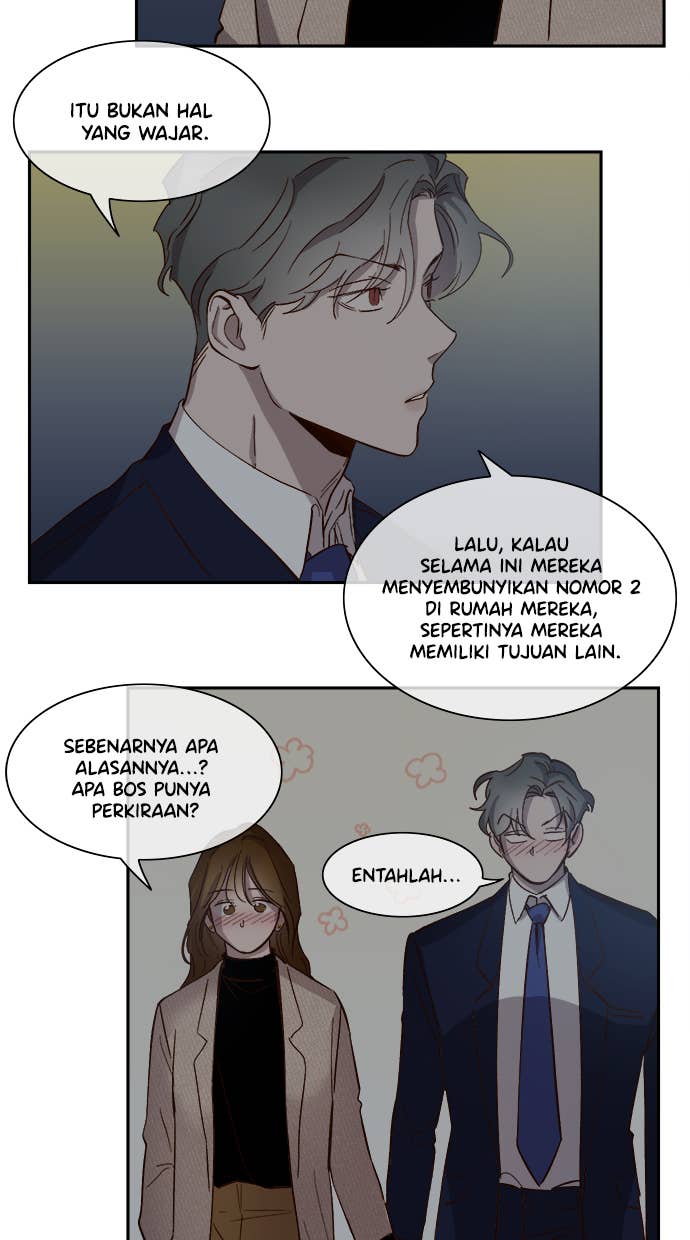 ITU BUKAN HAL
YANG WAJAR.
LALU, KALAU
SELAMA INI MEREKA
MENYEMBUNYIKAN NOMOR 2
DI RUMAH MEREKA,
SEPERTINYA MEREKA
MEMILIKI TUJUAN LAIN.
SEBENARNYA APA
ALASANNYA...?
APA BOS PUNYA
PERKIRAAN?
ENTAHLAH...